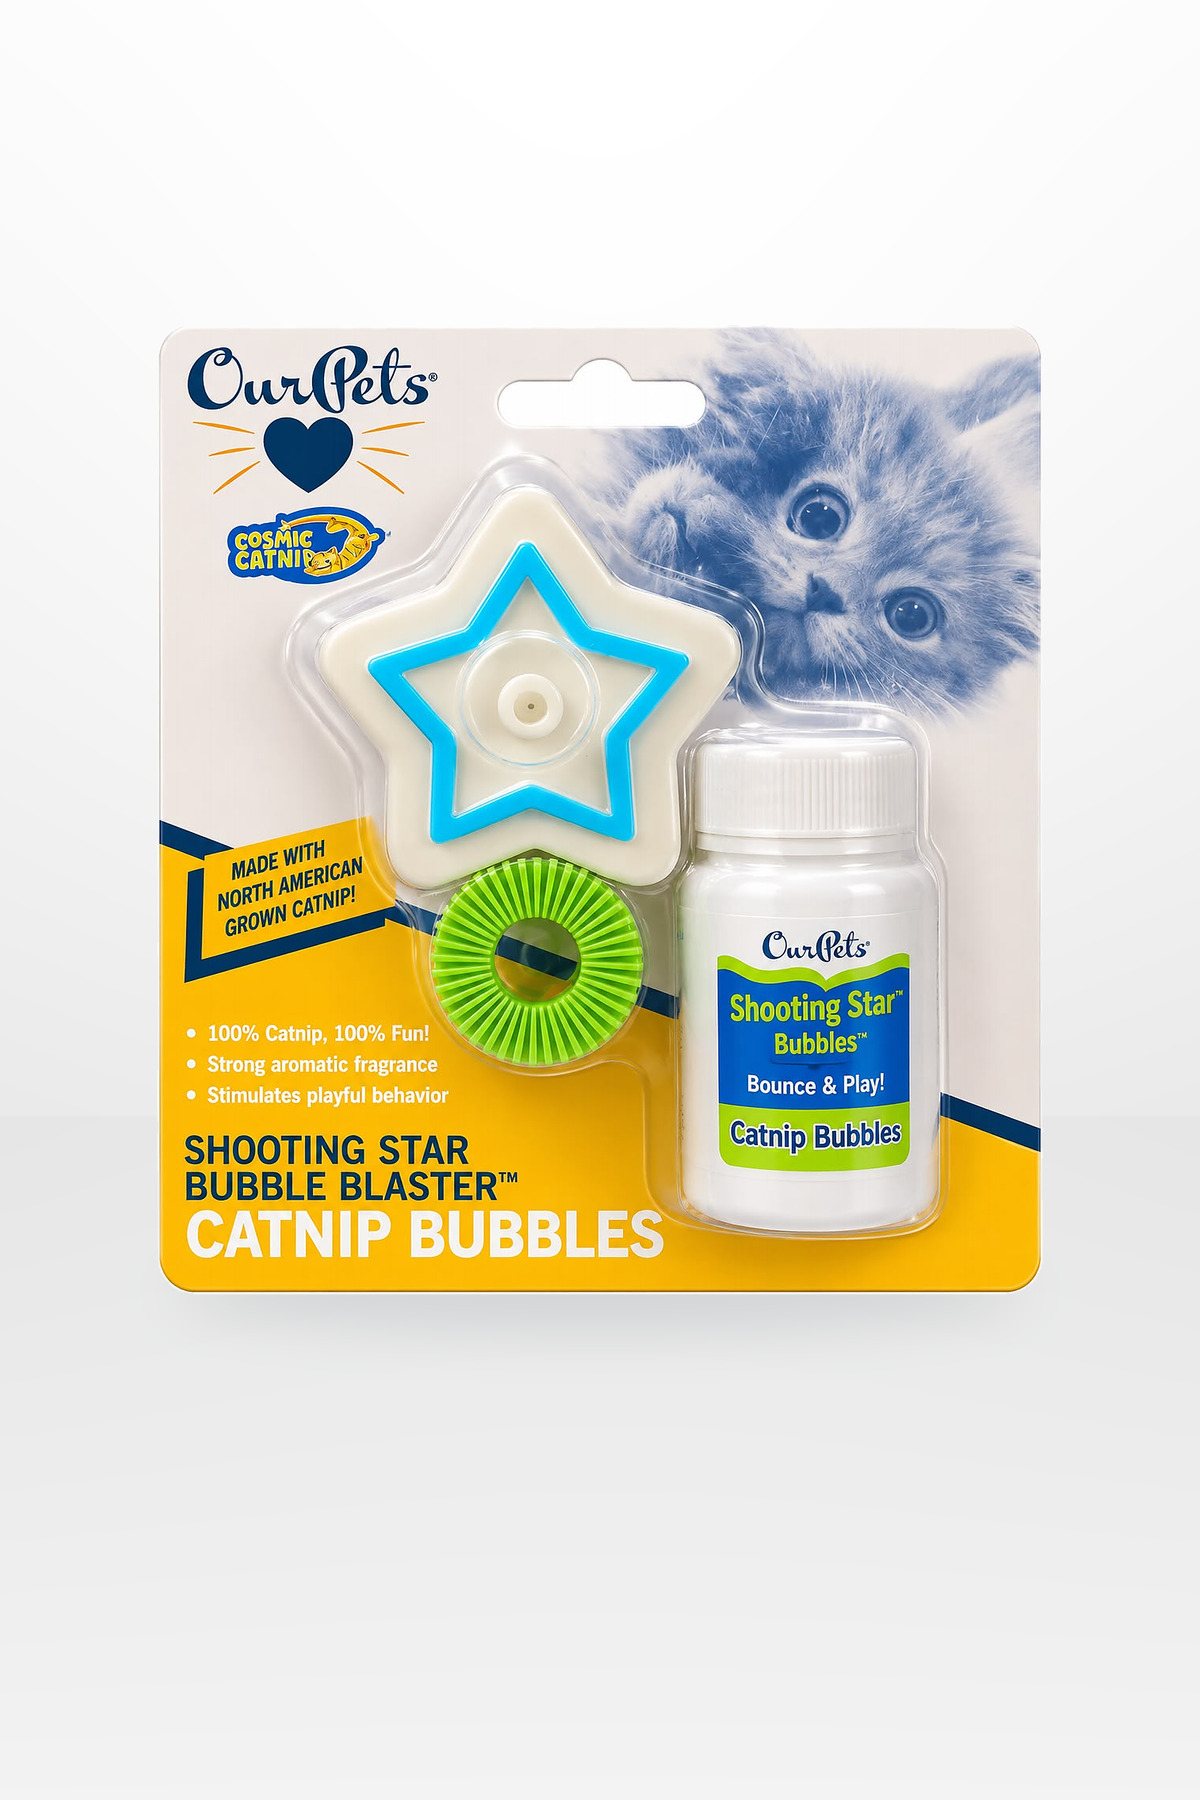 OurPets®
COSMIC
CATNIP
MADE WITH
NORTH AMERICAN
GROWN CATNIP!
• 100% Catnip, 100% Fun!
• Strong aromatic fragrance
• Stimulates playful behavior
SHOOTING STAR
BUBBLE BLASTER™
CATNIP BUBBLES
OurPets®
Shooting Star™
Bubbles™
Bounce & Play!
Catnip Bubbles